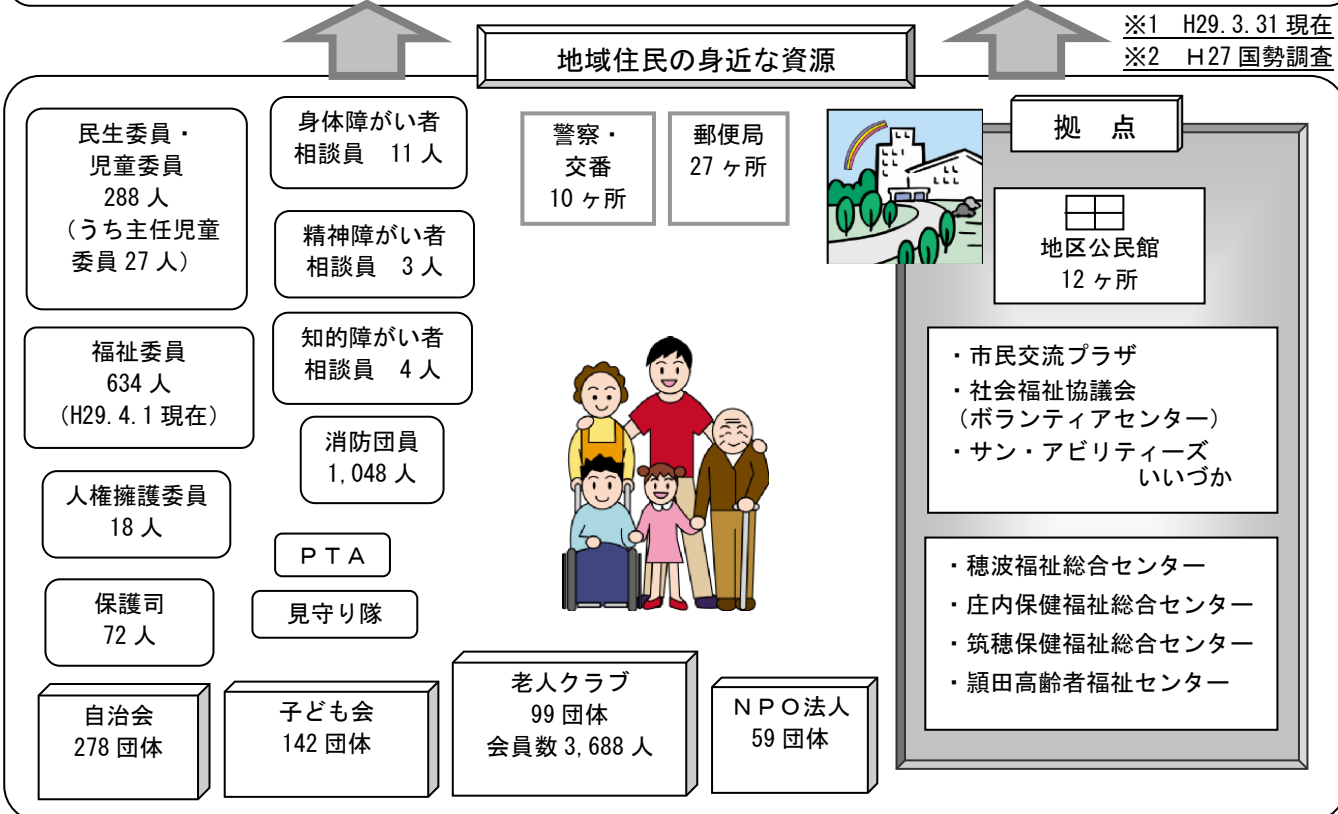 ※1 H29.3.31 現在
※2 H27 国勢調査
地域住民の身近な資源
民生委員・
児童委員
288 人
(うち主任児童
委員 27 人)
福祉委員
634 人
(H29.4.1 現在)
人権擁護委員
18 人
保護司
72 人
身体障がい者
相談員 11 人
精神障がい者
相談員 3 人
知的障がい者
相談員 4 人
消防団員
1,048 人
PTA
見守り隊
警察・
交番
10 ヶ所
郵便局
27 ヶ所
拠 点
地区公民館
12 ヶ所
・市民交流プラザ
・社会福祉協議会
(ボランティアセンター)
・サン・アビリティーズ
いいづか
・穂波福祉総合センター
・庄内保健福祉総合センター
・筑穂保健福祉総合センター
・頴田高齢者福祉センター
自治会
278 団体
子ども会
142 団体
老人クラブ
99 団体
会員数 3,688 人
NPO法人
59 団体